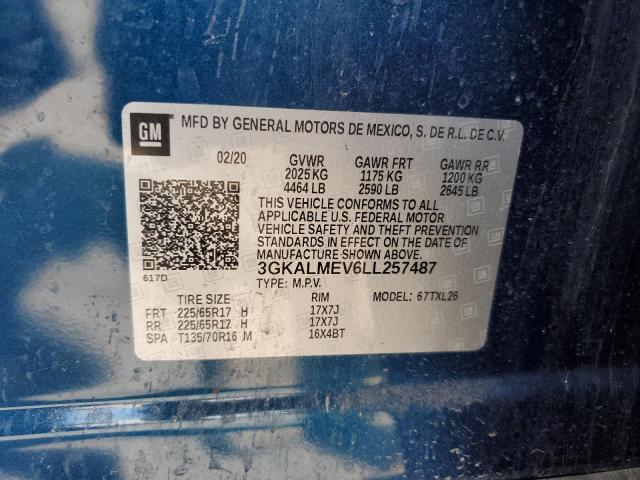 GM MFD BY GENERAL MOTORS DE MEXICO, S. DE R.L. DE C.V.
02/20 GVWR GAWR FRT GAWR RR
2025 KG 1175 KG 1200 KG
4464 LB 2590 LB 2645 LB
THIS VEHICLE CONFORMS TO ALL
APPLICABLE U.S. FEDERAL MOTOR
VEHICLE SAFETY AND THEFT PREVENTION
STANDARDS IN EFFECT ON THE DATE OF
MANUFACTURE SHOWN ABOVE.
3GKALMEV6LL257487
617D
TYPE: M.P.V. MODEL: 67TXL26
TIRE SIZE RIM
FRT 225/65R17 H 17X7J
RR 225/65R17 H 17X7J
SPA T135/70R16 M 16X4BT